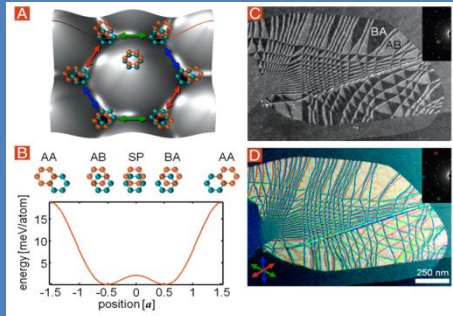 A
B
AA AB SP BA AA
energy [meV/atom]
15
10
5
-1.5 -1 -0.5 0 0.5 1 1.5
position [a]
C
BA
AB
D
250 nm